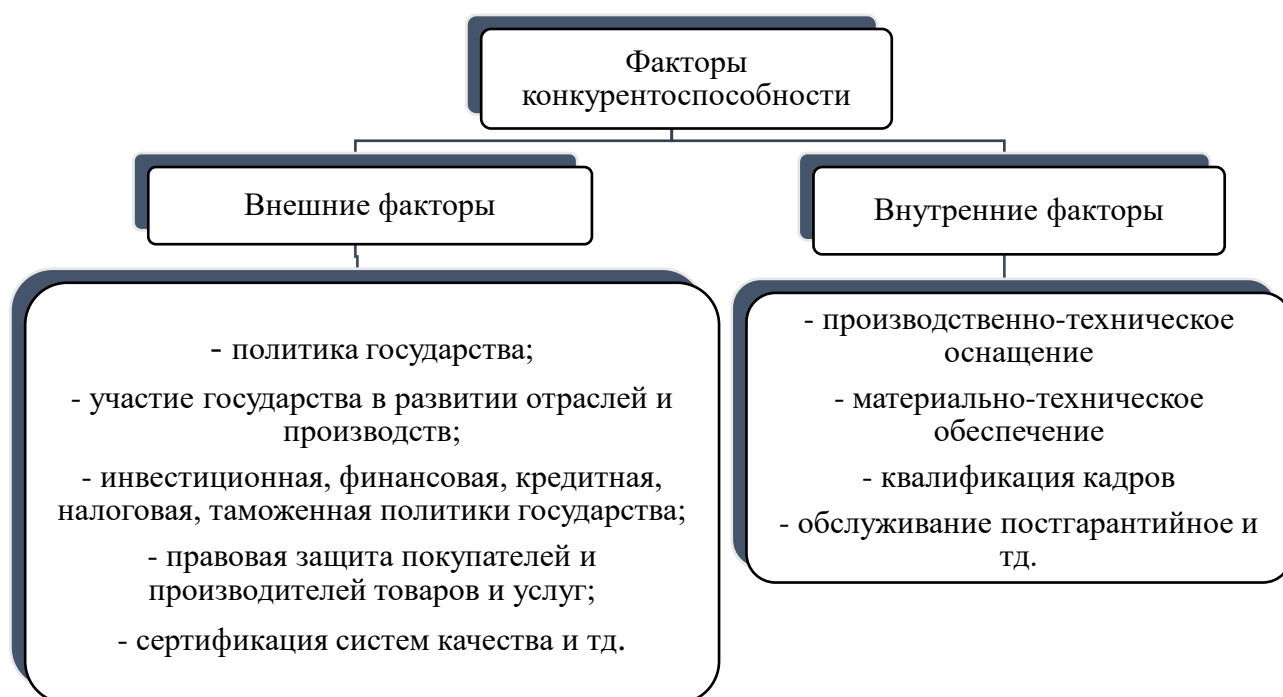 Факторы
конкурентоспособности
Внешние факторы
Внутренние факторы
- политика государства;
- участие государства в развитии отраслей и
производств;
- инвестиционная, финансовая, кредитная,
налоговая, таможенная политики государства;
- правовая защита покупателей и
производителей товаров и услуг;
- сертификация систем качества и тд.
- производственно-техническое
оснащение
- материально-техническое
обеспечение
- квалификация кадров
- обслуживание постгарантийное и
тд.